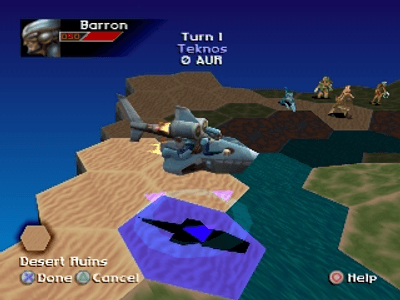 Barron
050
Turn 1
Teknos
0 AUR
Desert Ruins
Done Cancel
Help